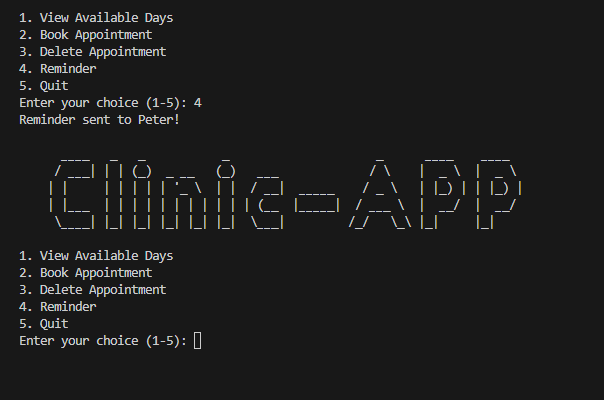 1. View Available Days
2. Book Appointment
3. Delete Appointment
4. Reminder
5. Quit
Enter your choice (1-5): 4
Reminder sent to Peter!
Clinic-APP
1. View Available Days
2. Book Appointment
3. Delete Appointment
4. Reminder
5. Quit
Enter your choice (1-5):